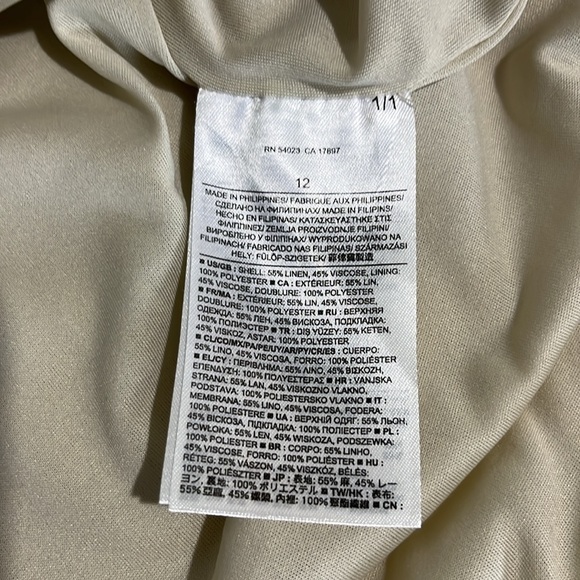 1/1
RN 54023 CA 17897
12
MADE IN PHILIPPINES/ FABRIQUE AUX PHILIPPINES/
СДЕЛАНО НА ФИЛИПИНАХ/ MADE IN FILIPINS/
HECHO EN FILIPINAS/ ΚΑΤΑΣΚΕΥΑΣΤΗΚΕ ΣΤΙΣ
ΦΙΛΙΠΠΙΝΕΣ/ ZEMLJA PROIZVODNJE FILIPINI/
ВИРОБЛЕНО У ФІЛІПІНАХ/ WYPRODUKOWANO NA
FILIPINACH/ FABRICADO NAS FILIPINAS/ SZÁRMAZÁSI
HELY: FÜLÖP-SZIGETEK/ 菲律賓製造
■ US/GB : SHELL: 55% LINEN, 45% VISCOSE, LINING:
100% POLYESTER ■ CA : EXTÉRIEUR: 55% LIN,
45% VISCOSE, DOUBLURE: 100% POLYESTER
■ FR/MA : EXTÉRIEUR: 55% LIN, 45% VISCOSE,
DOUBLURE: 100% POLYESTER ■ RU : ВЕРХНЯЯ
ОДЕЖДА: 55% ЛЕН, 45% ВИСКОЗА, ПОДКЛАДКА:
100% ПОЛИЭСТЕР ■ TR : DIŞ YÜZEY: 55% KETEN,
45% VİSKOZ, ASTAR: 100% POLYESTER
■ CL/CO/MX/PA/PE/UY/AR/PY/CR/ES : CUERPO:
55% LINO, 45% VISCOSA, FORRO: 100% POLIÉSTER
■ EL/CY : ΠΕΡΙΒΛΗΜΑ: 55% ΛΙΝΟ, 45% ΒΙΣΚΟΖΗ,
ΕΠΕΝΔΥΣΗ: 100% ΠΟΛΥΕΣΤΕΡΑΣ ■ HR : VANJSKA
STRANA: 55% LAN, 45% VISKOZNO VLAKNO,
PODSTAVA: 100% POLIESTERSKO VLAKNO ■ IT :
MEMBRANA: 55% LINO, 45% VISCOSA, FODERA:
100% POLIESTERE ■ UA : ВЕРХНІЙ ОДЯГ: 55% ЛЬОН,
45% ВІСКОЗА, ПІДКЛАДКА: 100% ПОЛІЕСТЕР ■ PL :
POWŁOKA: 55% LEN, 45% WISKOZA, PODSZEWKA:
100% POLIESTER ■ BR : CORPO: 55% LINHO,
45% VISCOSE, FORRO: 100% POLIÉSTER ■ HU :
RÉTEG: 55% VÁSZON, 45% VISZKÓZ, BÉLÉS:
100% POLIÉSZTER ■ JP : 表地: 55% 麻, 45% レー
ヨン, 裏地: 100% ポリエステル ■ TW/HK : 表布:
55% 亞麻, 45% 嫘縈, 內裡: 100% 聚酯纖維 ■ CN :